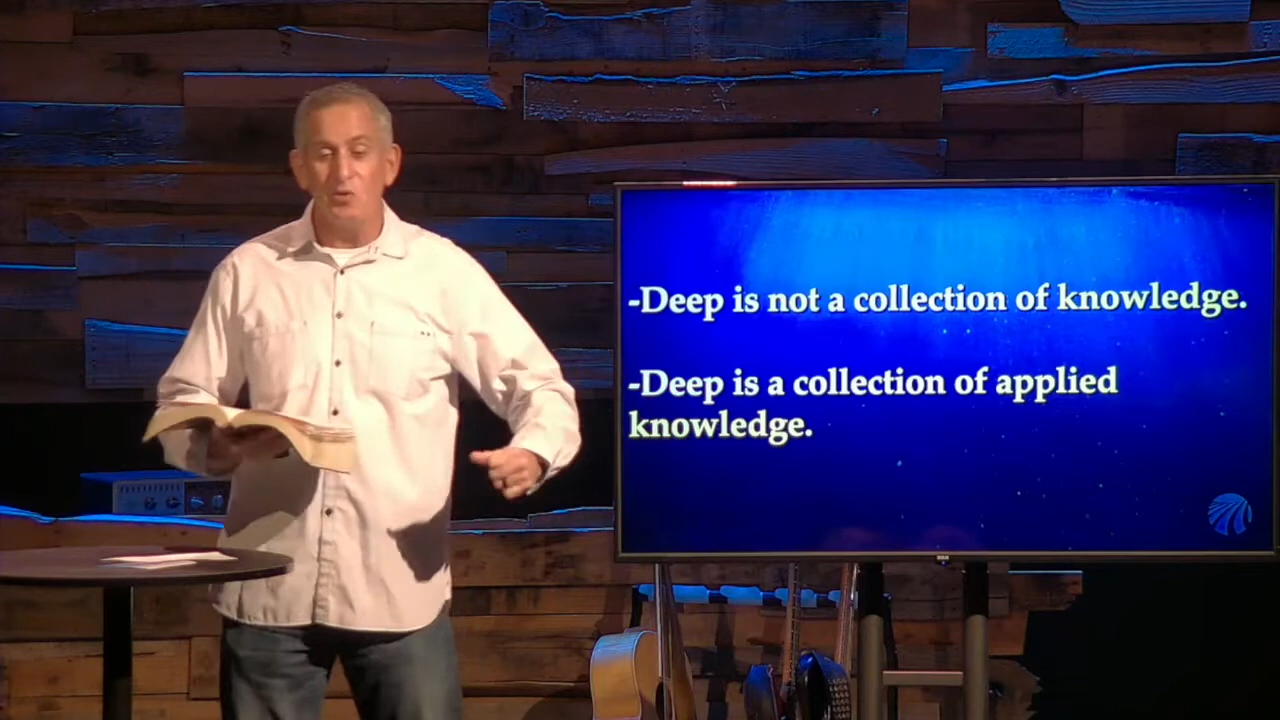 -Deep is not a collection of knowledge.
-Deep is a collection of applied
knowledge.